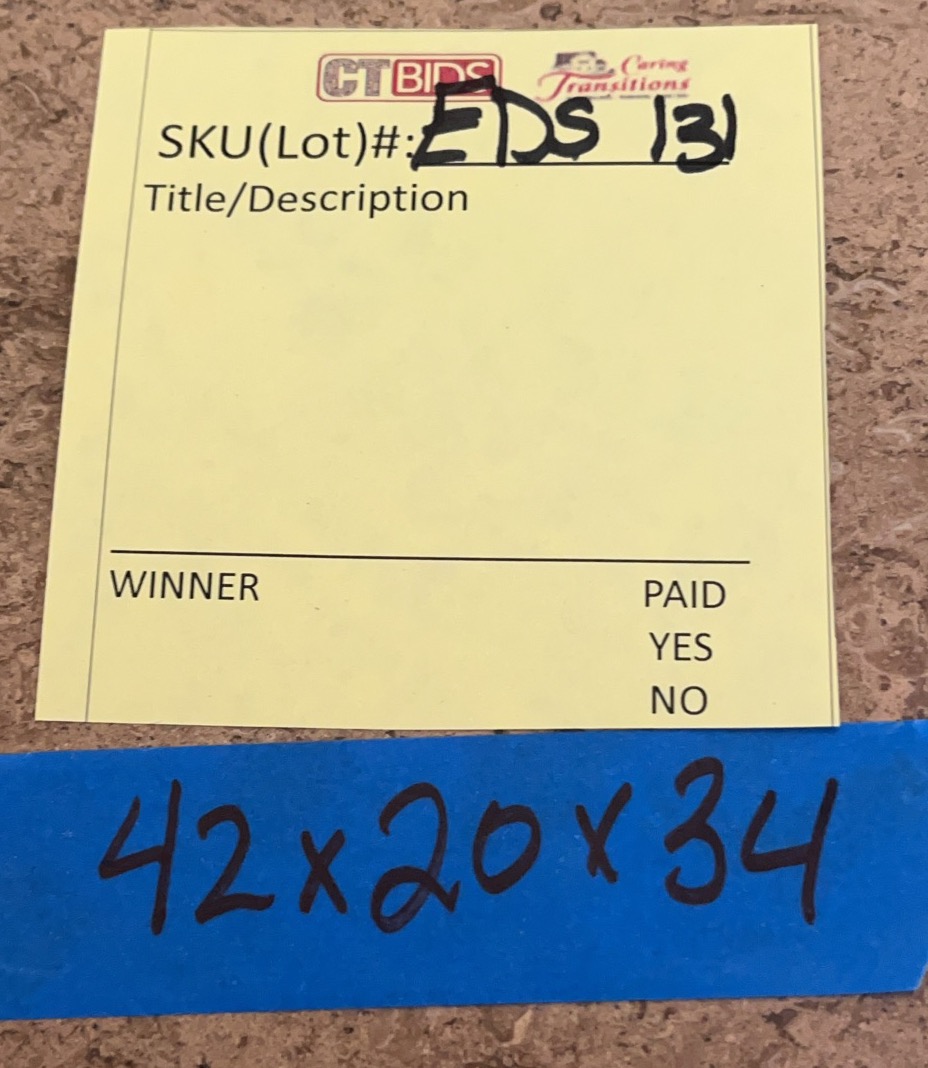 CTBIDS Caring Transitions
SKU(Lot)#: EDS 131
Title/Description
WINNER PAID
YES
NO
42x20x34